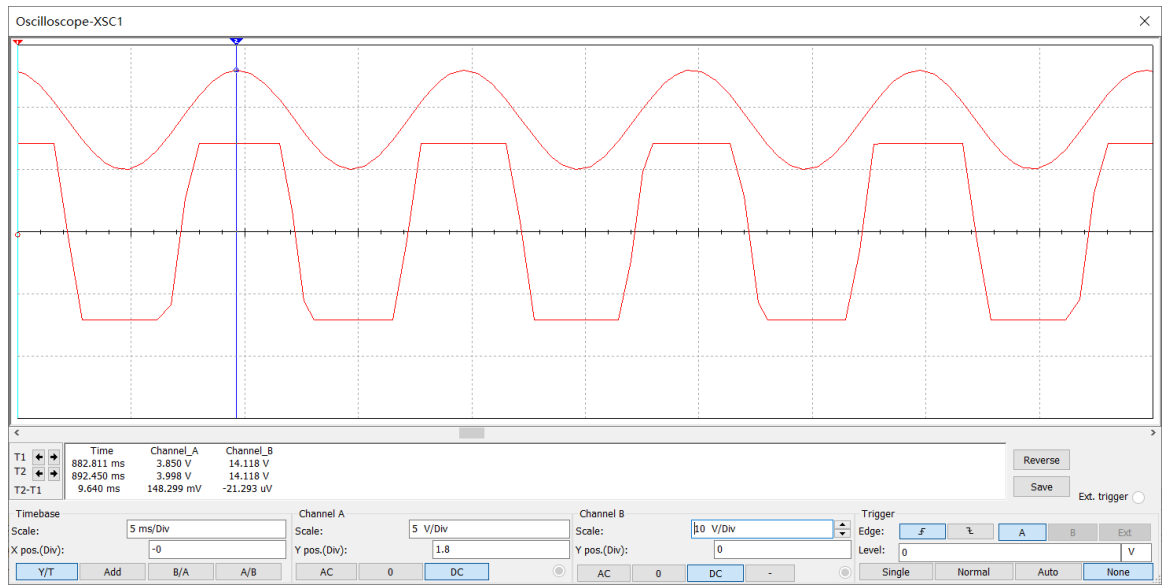 Oscilloscope-XSC1
1 2
Time Channel_A Channel_B
T1 882.811 ms 3.850 V 14.118 V
T2 892.450 ms 3.998 V 14.118 V
T2-T1 9.640 ms 148.299 mV -21.293 uV
Reverse
Save
Ext. trigger
Timebase
Scale: 5 ms/Div
X pos.(Div): -0
Y/T Add B/A A/B
Channel A
Scale: 5 V/Div
Y pos.(Div): 1.8
AC 0 DC
Channel B
Scale: 10 V/Div
Y pos.(Div): 0
AC 0 DC -
Trigger
Edge: A B Ext
Level: 0 V
Single Normal Auto None